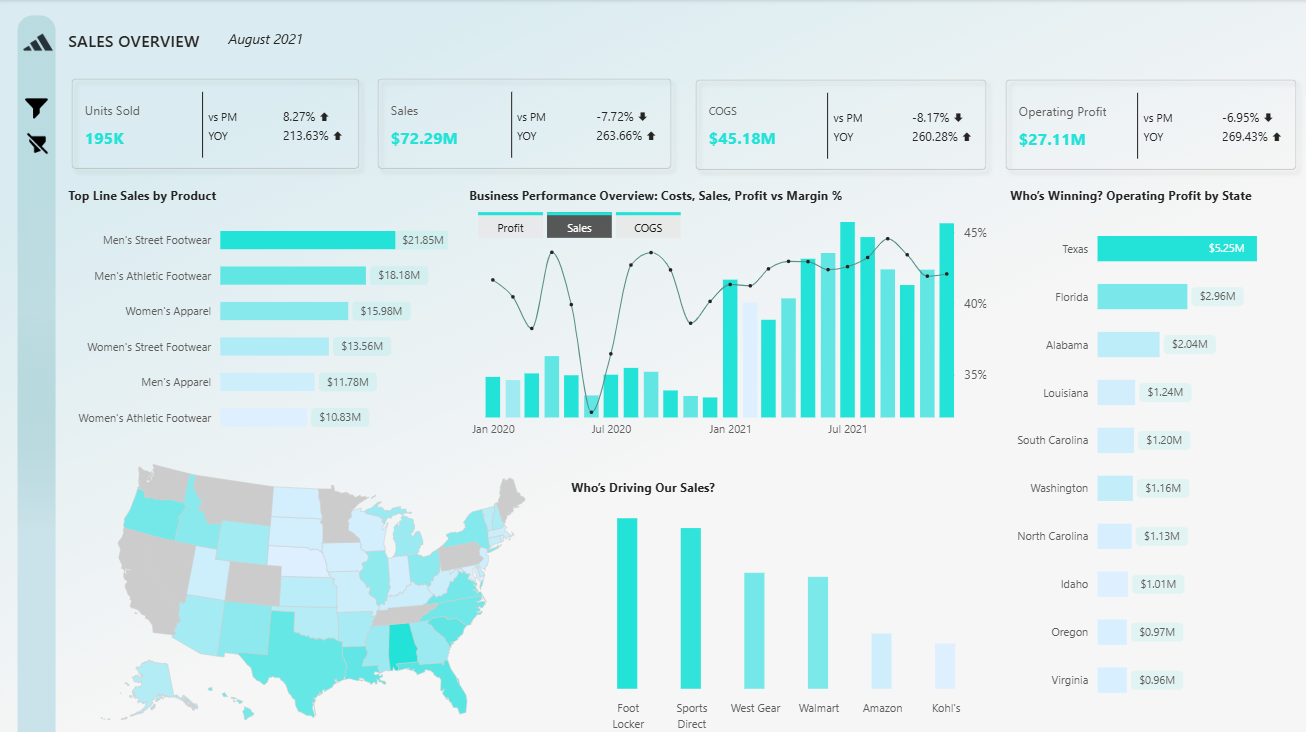 SALES OVERVIEW August 2021
Units Sold
195K
vs PM 8.27%
YOY 213.63%
Sales
$72.29M
vs PM -7.72%
YOY 263.66%
COGS
$45.18M
vs PM -8.17%
YOY 260.28%
Operating Profit
$27.11M
vs PM -6.95%
YOY 269.43%
Top Line Sales by Product
Men's Street Footwear $21.85M
Men's Athletic Footwear $18.18M
Women's Apparel $15.98M
Women's Street Footwear $13.56M
Men's Apparel $11.78M
Women's Athletic Footwear $10.83M
Business Performance Overview: Costs, Sales, Profit vs Margin %
Profit Sales COGS
45%
40%
35%
Jan 2020 Jul 2020 Jan 2021 Jul 2021
Who's Winning? Operating Profit by State
Texas $5.25M
Florida $2.96M
Alabama $2.04M
Louisiana $1.24M
South Carolina $1.20M
Washington $1.16M
North Carolina $1.13M
Idaho $1.01M
Oregon $0.97M
Virginia $0.96M
Who's Driving Our Sales?
Foot
Locker
Sports
Direct
West Gear
Walmart
Amazon
Kohl's